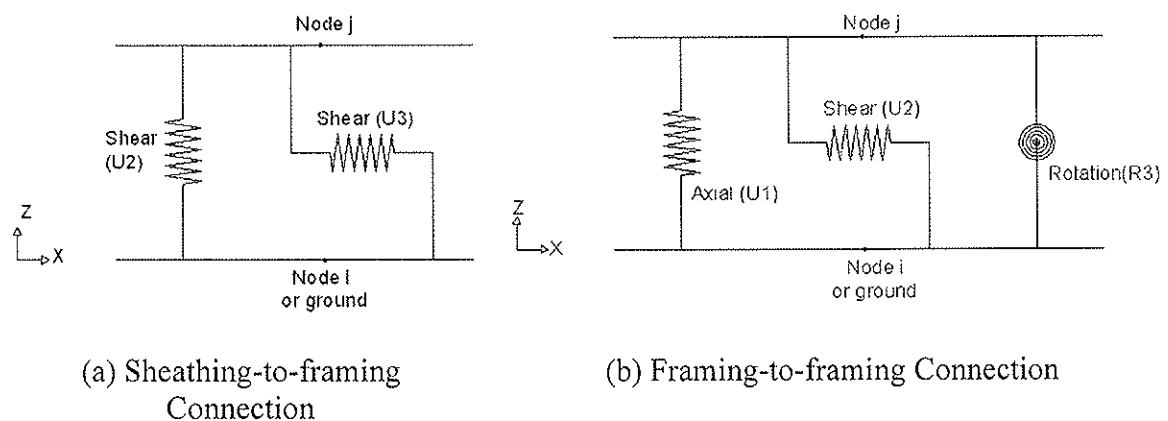 Node j
Shear
(U2)
Shear (U3)
Z
X
Node i
or ground
(a) Sheathing-to-framing
Connection
Node j
Shear (U2)
Axial (U1)
Rotation(R3)
Z
X
Node i
or ground
(b) Framing-to-framing Connection